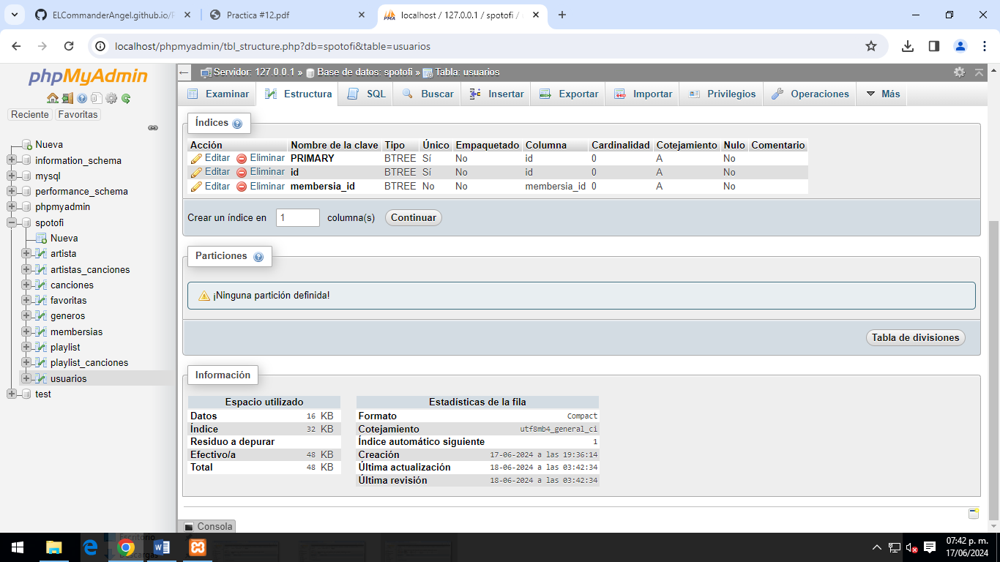 ELCommanderAngel.github.io/P
Practica #12.pdf
localhost / 127.0.0.1 / spotofi /
localhost/phpmyadmin/tbl_structure.php?db=spotofi&table=usuarios
phpMyAdmin
Reciente Favoritas
Nueva
information_schema
mysql
performance_schema
phpmyadmin
spotofi
Nueva
artista
artistas_canciones
canciones
favoritas
generos
membersias
playlist
playlist_canciones
usuarios
test
Servidor: 127.0.0.1 » Base de datos: spotofi » Tabla: usuarios
Examinar Estructura SQL Buscar Insertar Exportar Importar Privilegios Operaciones Más
Índices
Acción Nombre de la clave Tipo Único Empaquetado Columna Cardinalidad Cotejamiento Nulo Comentario
Editar Eliminar PRIMARY BTREE Sí No id 0 A No
Editar Eliminar id BTREE Sí No id 0 A No
Editar Eliminar membersia_id BTREE No No membersia_id 0 A No
Crear un índice en 1 columna(s) Continuar
Particiones
¡Ninguna partición definida!
Tabla de divisiones
Información
Espacio utilizado
Datos 16 KB
Índice 32 KB
Residuo a depurar
Efectivo/a 48 KB
Total 48 KB
Estadísticas de la fila
Formato Compact
Cotejamiento utf8mb4_general_ci
Índice automático siguiente 1
Creación 17-06-2024 a las 19:36:14
Última actualización 18-06-2024 a las 03:42:34
Última revisión 18-06-2024 a las 03:42:34
Consola
Escritorio
Descargas
07:42 p. m.
17/06/2024